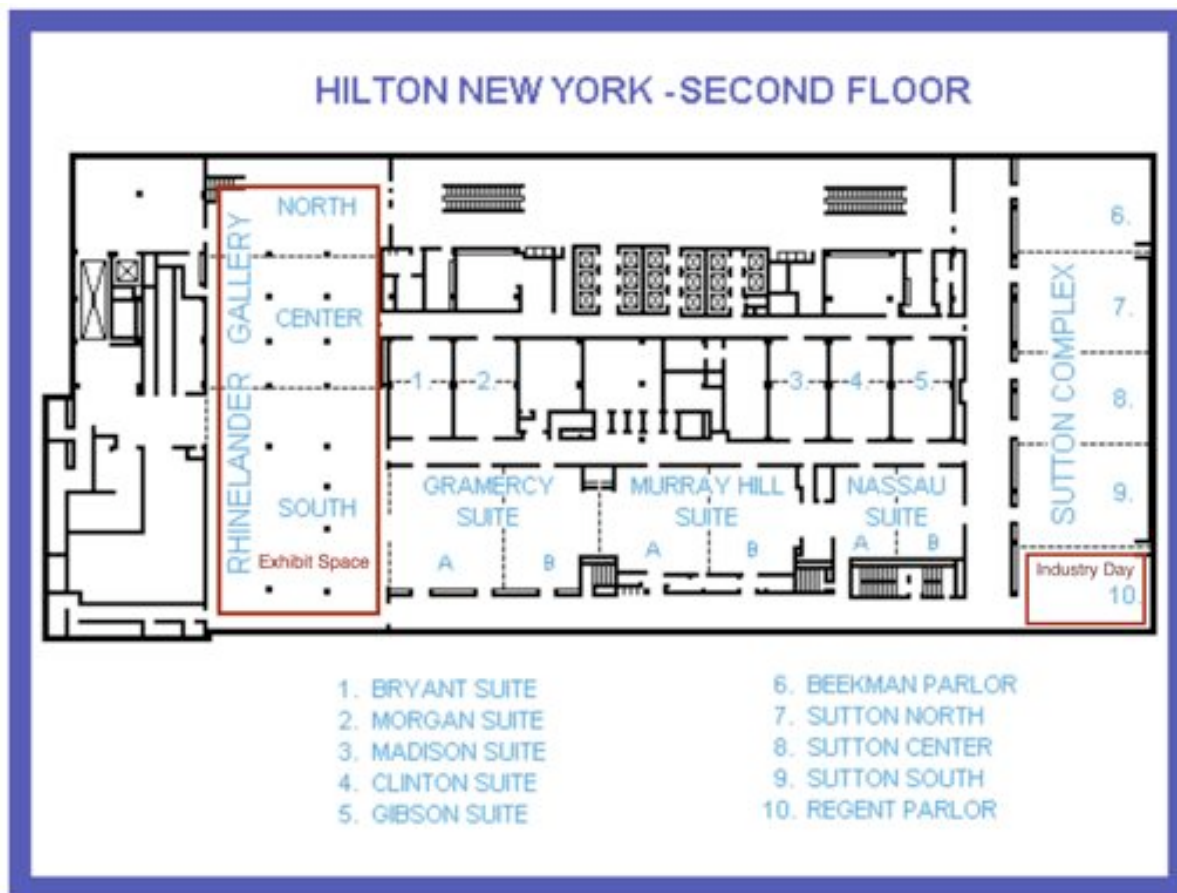 HILTON NEW YORK -SECOND FLOOR
RHINELANDER GALLERY
NORTH
CENTER
SOUTH
Exhibit Space
1.
2.
3.
4.
5.
GRAMERCY
SUITE
A
B
MURRAY HILL
SUITE
A
B
NASSAU
SUITE
A
B
SUTTON COMPLEX
6.
7.
8.
9.
Industry Day
10.
1. BRYANT SUITE
2. MORGAN SUITE
3. MADISON SUITE
4. CLINTON SUITE
5. GIBSON SUITE
6. BEEKMAN PARLOR
7. SUTTON NORTH
8. SUTTON CENTER
9. SUTTON SOUTH
10. REGENT PARLOR